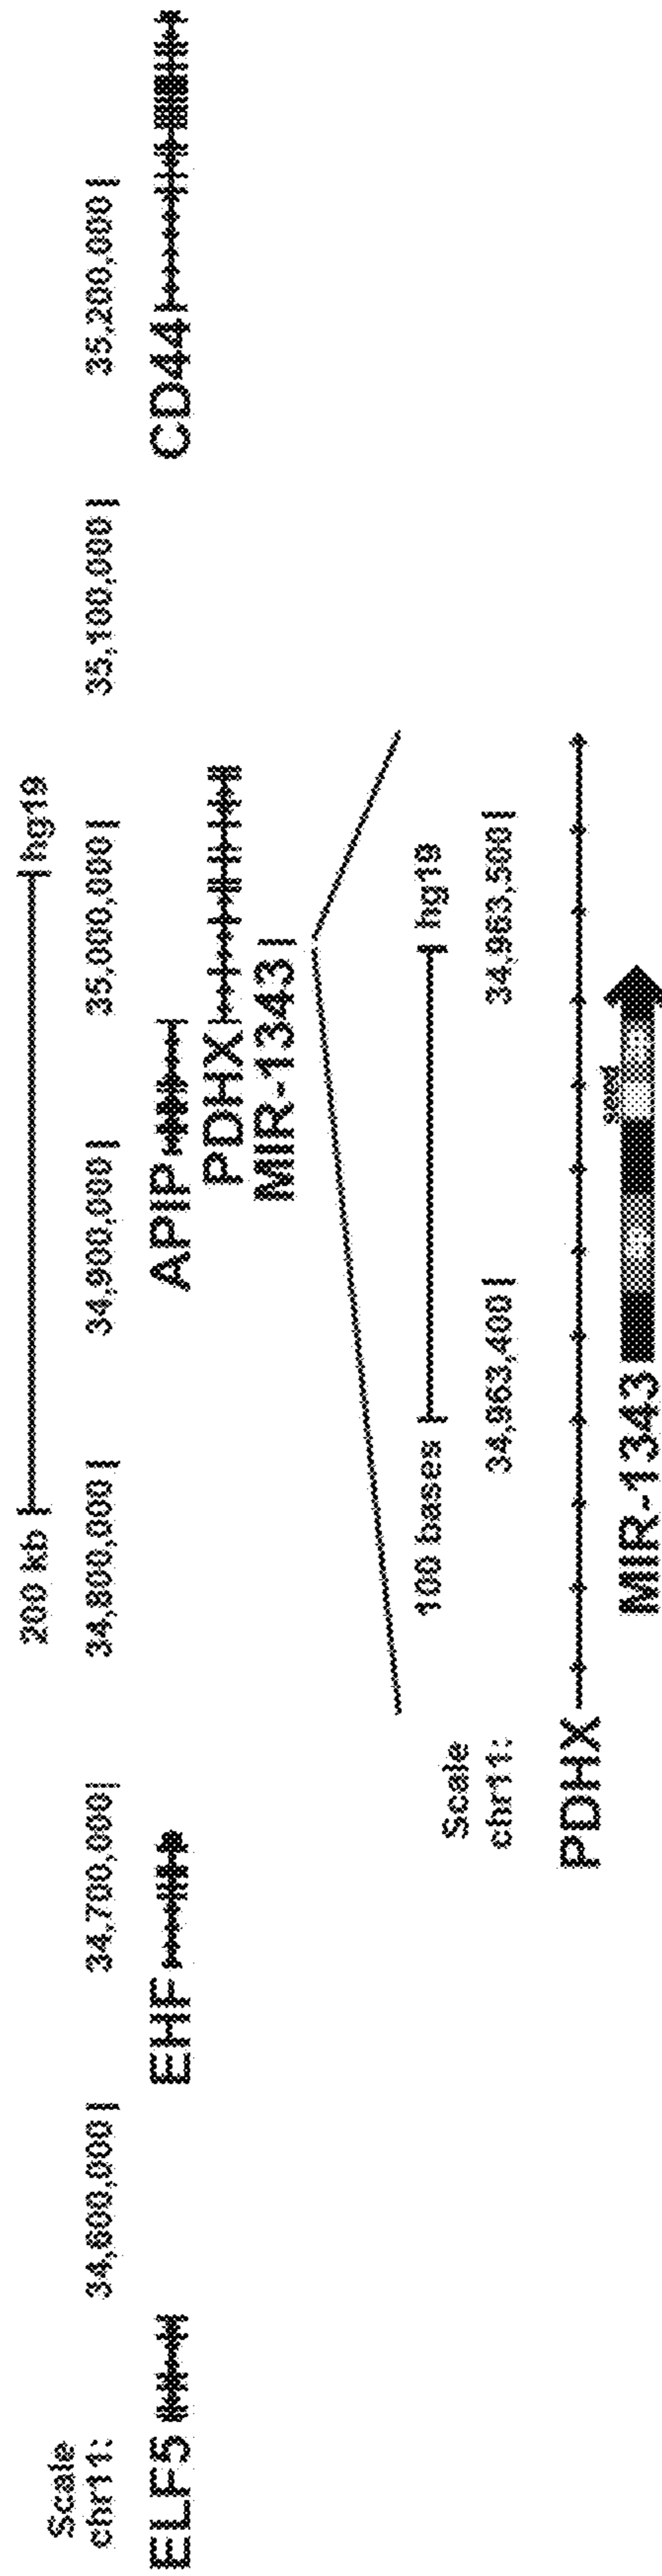 Scale 200 kb hg19
chr11: 34,600,000 34,700,000 34,800,000 34,900,000 35,000,000 35,100,000 35,200,000
ELF5 EHF APIP CD44
PDHX
MIR-1343
Scale 100 bases hg19
chr11: 34,963,400 34,963,500
PDHX
seed
MIR-1343